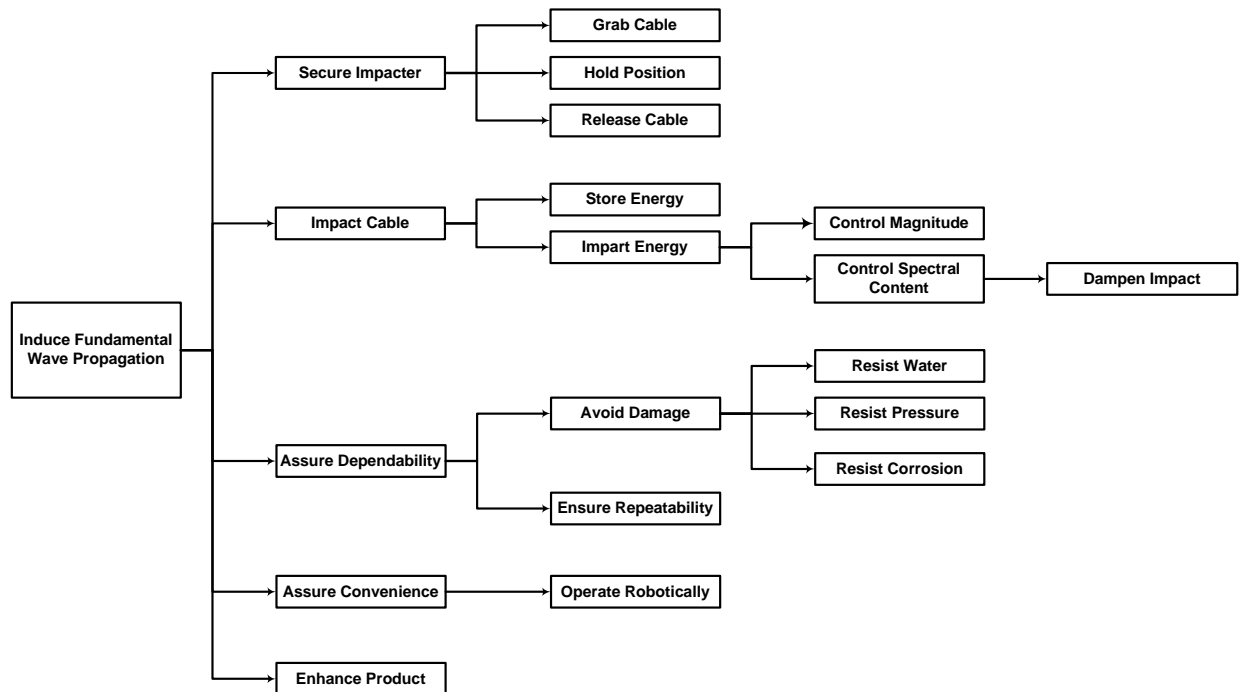 Grab Cable
Secure Impacter
Hold Position
Release Cable
Store Energy
Impact Cable
Control Magnitude
Impart Energy
Control Spectral
Content
Dampen Impact
Induce Fundamental
Wave Propagation
Resist Water
Avoid Damage
Resist Pressure
Assure Dependability
Resist Corrosion
Ensure Repeatability
Assure Convenience
Operate Robotically
Enhance Product